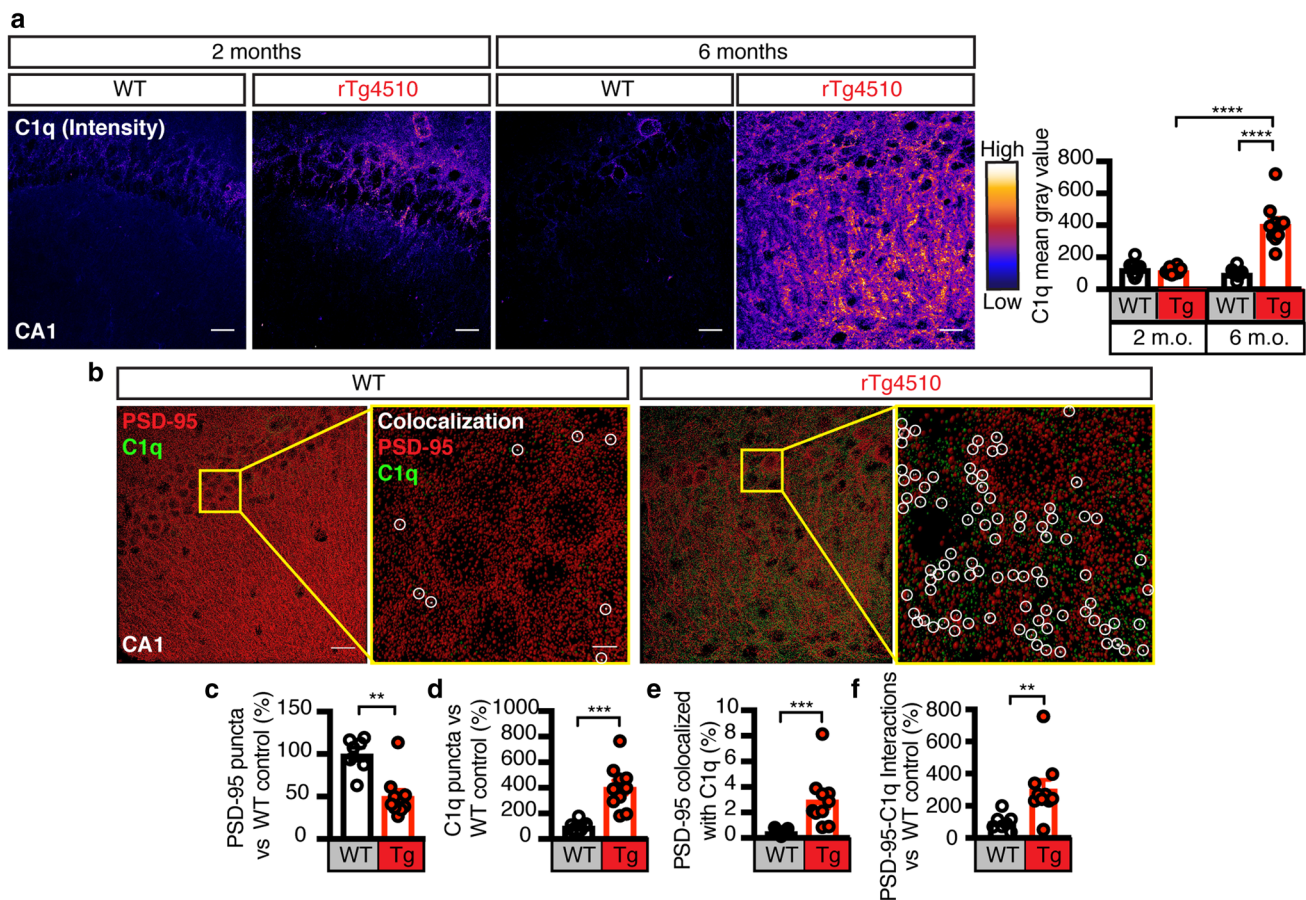 a
2 months
6 months
WT
rTg4510
WT
rTg4510
C1q (Intensity)
CA1
High
Low
C1q mean gray value
800
600
400
200
0
****
****
WT
Tg
WT
Tg
2 m.o.
6 m.o.
b
WT
rTg4510
PSD-95
C1q
CA1
Colocalization
PSD-95
C1q
c
PSD-95 puncta
vs WT control (%)
150
100
50
0
**
WT
Tg
d
C1q puncta vs
WT control (%)
1000
800
600
400
200
0
***
WT
Tg
e
PSD-95 colocalized
with C1q (%)
10
8
6
4
2
0
***
WT
Tg
f
PSD-95-C1q Interactions
vs WT control (%)
800
600
400
200
0
**
WT
Tg